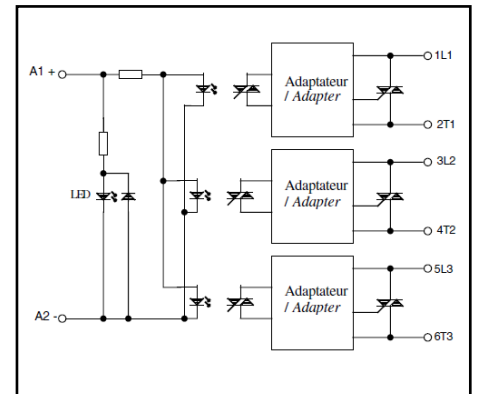 A1 +
LED
A2 -
Adaptateur
/ Adapter
1L1
2T1
Adaptateur
/ Adapter
3L2
4T2
Adaptateur
/ Adapter
5L3
6T3